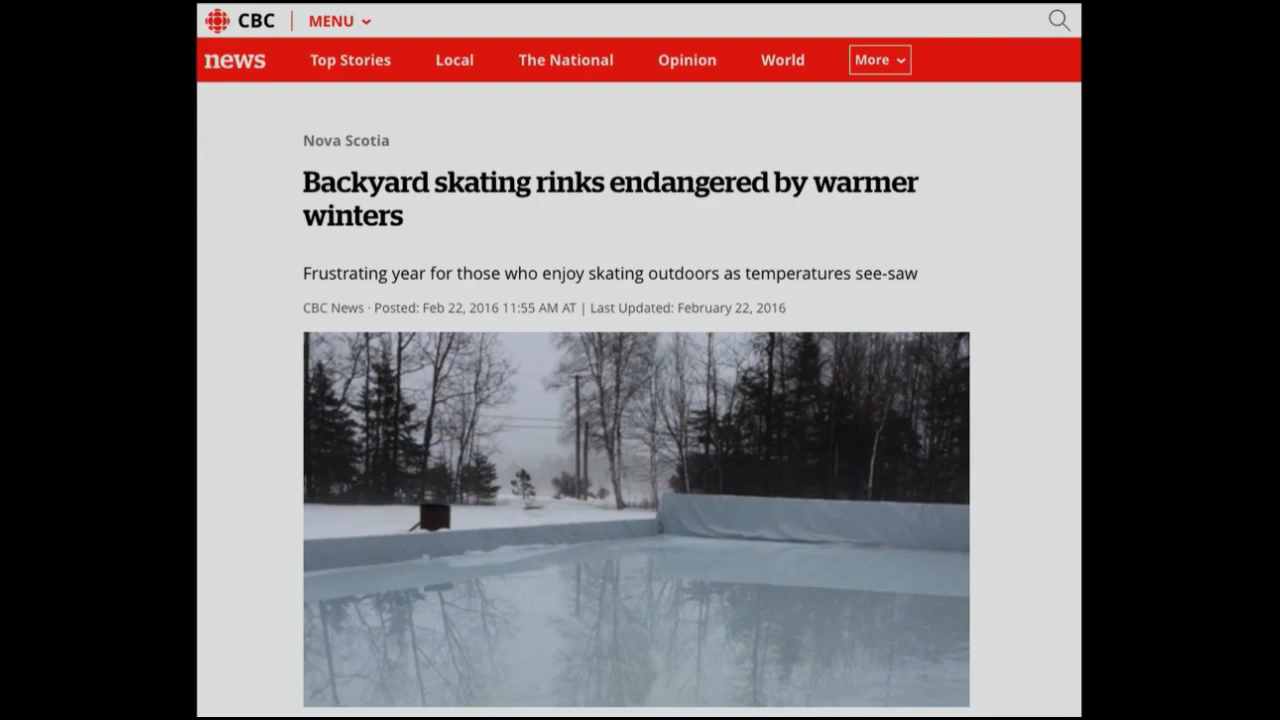 CBC MENU
news Top Stories Local The National Opinion World More
Nova Scotia
Backyard skating rinks endangered by warmer
winters
Frustrating year for those who enjoy skating outdoors as temperatures see-saw
CBC News · Posted: Feb 22, 2016 11:55 AM AT | Last Updated: February 22, 2016